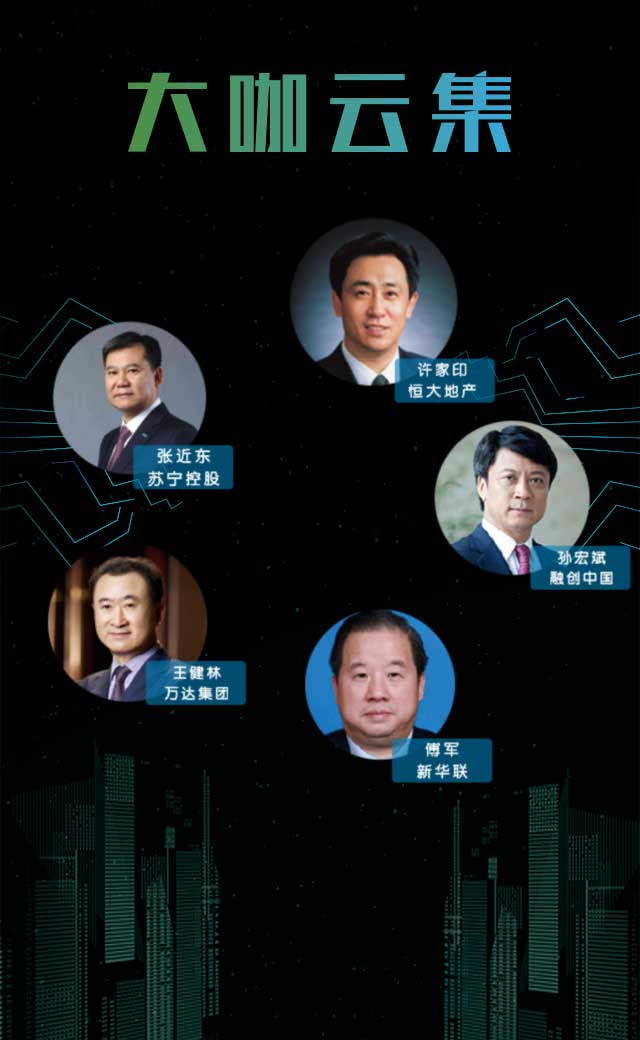 大咖云集
许家印
恒大地产
张近东
苏宁控股
孙宏斌
融创中国
王健林
万达集团
傅军
新华联